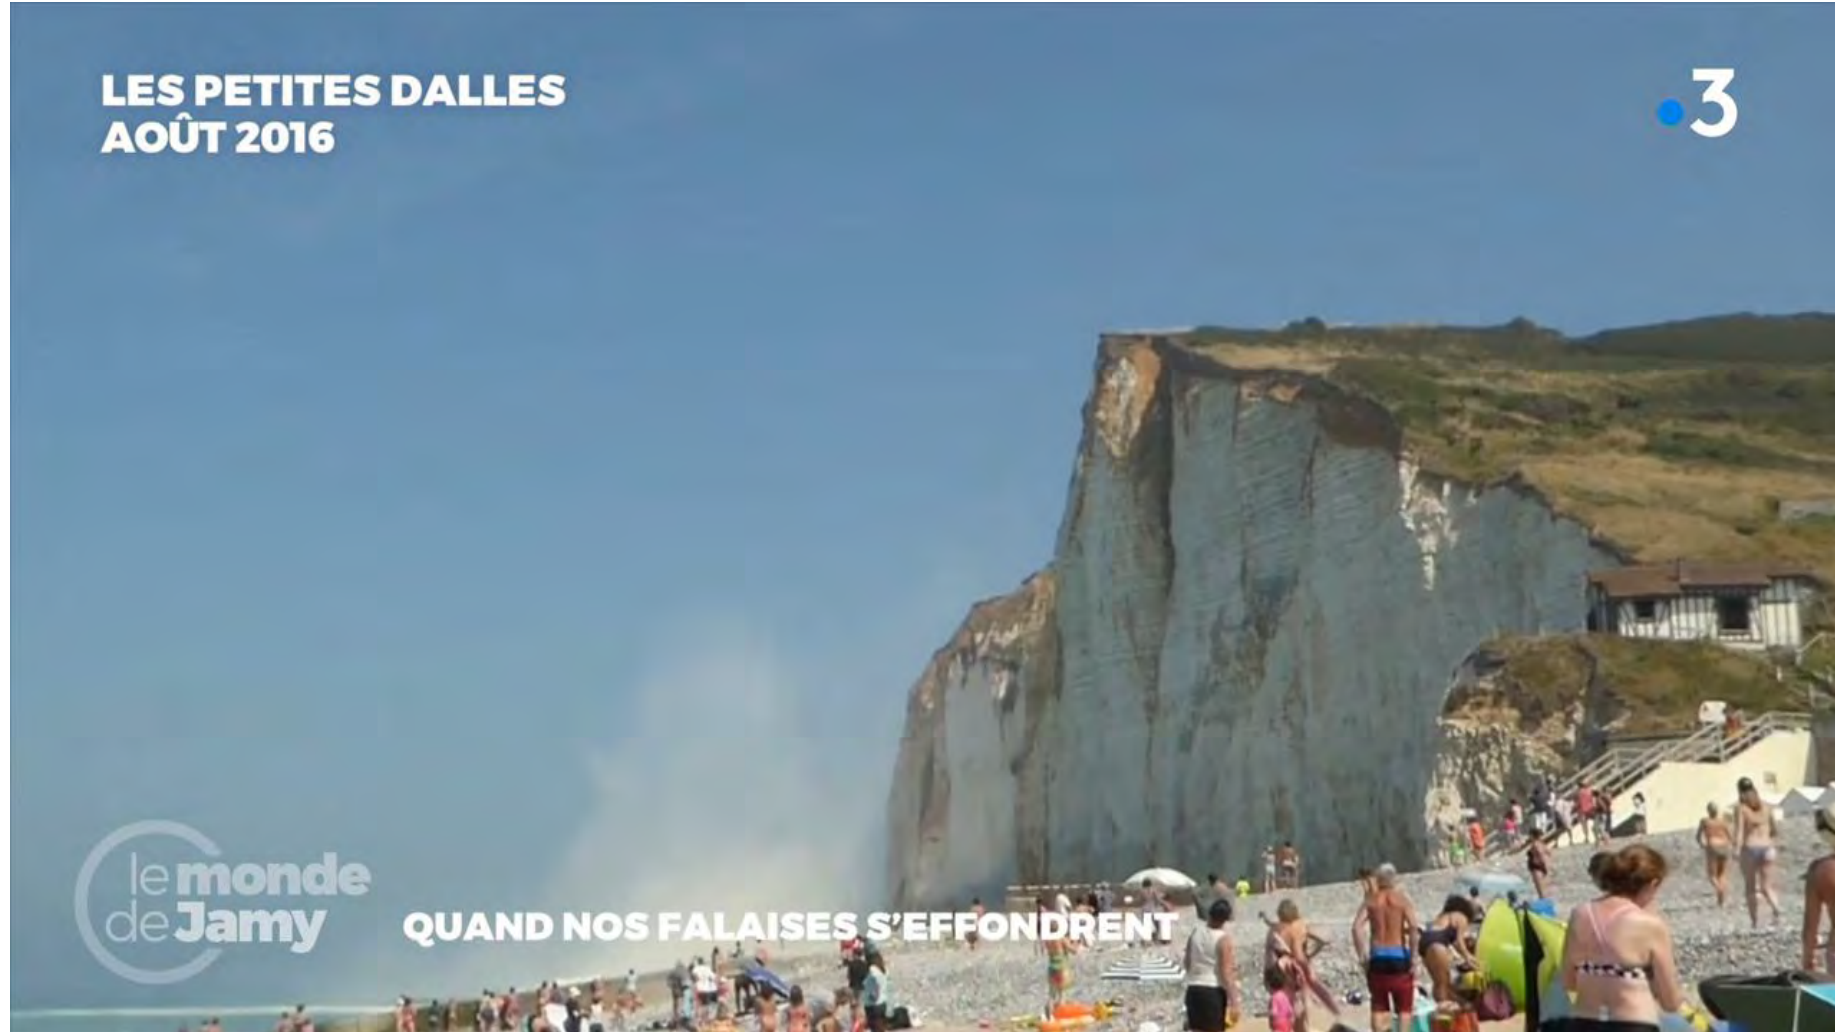 LES PETITES DALLES
AOÛT 2016
3
le monde
de Jamy
QUAND NOS FALAISES S'EFFONDRENT